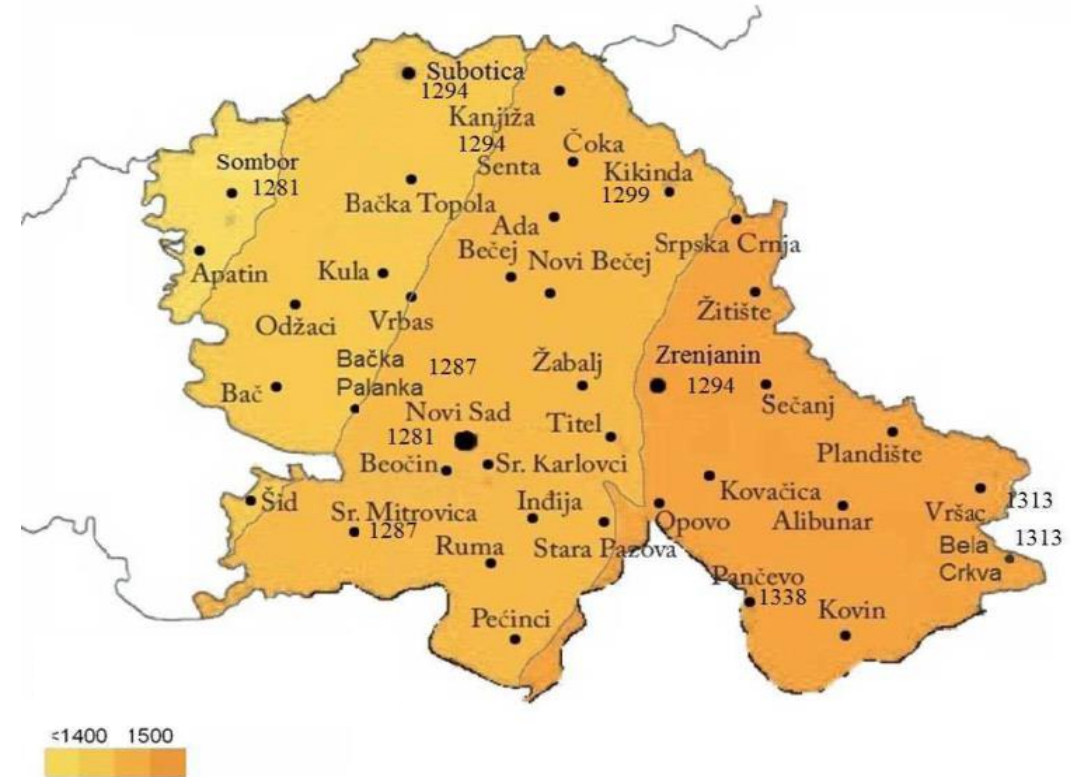 Subotica
1294
Kanjiža
1294
Čoka
Senta
Kikinda
1299
Sombor
1281
Bačka Topola
Ada
Srpska Crnja
Bečej
Novi Bečej
Apatin
Kula
Žitište
Odžaci
Vrbas
Bačka
Palanka
1287
Žabalj
Zrenjanin
1294
Bač
Sečanj
Novi Sad
1281
Titel
Plandište
Beočin
Sr. Karlovci
Šid
Kovačica
Inđija
Sr. Mitrovica
1287
Opovo
Alibunar
Vršac
1313
Ruma
Stara Pazova
Bela
Crkva
1313
Pančevo
1338
Pećinci
Kovin
<1400 1500